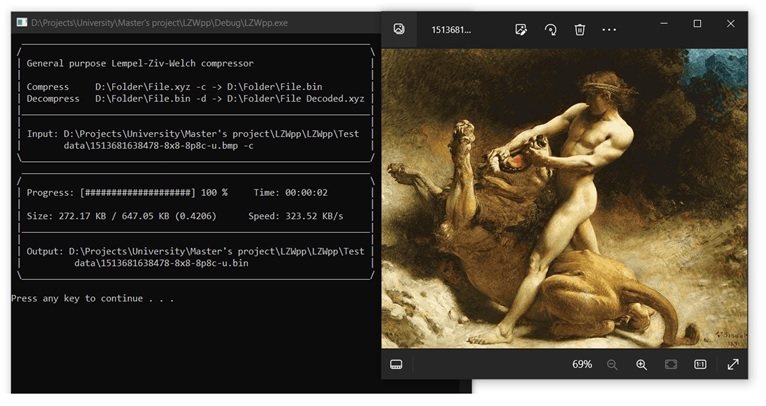 D:\Projects\University\Master's project\LZWpp\Debug\LZWpp.exe
General purpose Lempel-Ziv-Welch compressor
Compress D:\Folder\File.xyz -c -> D:\Folder\File.bin
Decompress D:\Folder\File.bin -d -> D:\Folder\File Decoded.xyz
Input: D:\Projects\University\Master's project\LZWpp\LZWpp\Test
data\1513681638478-8x8-8p8c-u.bmp -c
Progress: [####################] 100 % Time: 00:00:02
Size: 272.17 KB / 647.05 KB (0.4206) Speed: 323.52 KB/s
Output: D:\Projects\University\Master's project\LZWpp\LZWpp\Test
data\1513681638478-8x8-8p8c-u.bin
Press any key to continue . . .
1513681...
69%
1:1